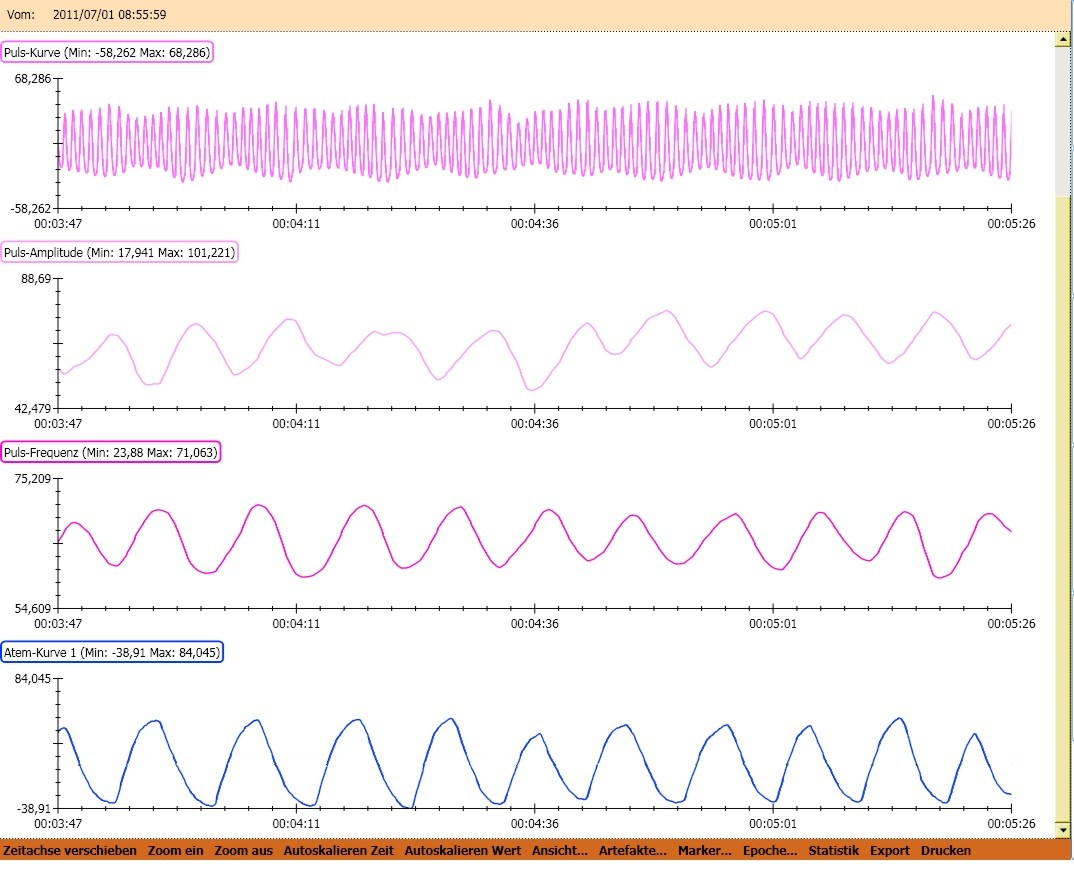 Vom: 2011/07/01 08:55:59
Puls-Kurve (Min: -58,262 Max: 68,286)
68,286
-58,262
00:03:47 00:04:11 00:04:36 00:05:01 00:05:26
Puls-Amplitude (Min: 17,941 Max: 101,221)
88,69
42,479
00:03:47 00:04:11 00:04:36 00:05:01 00:05:26
Puls-Frequenz (Min: 23,88 Max: 71,063)
75,209
54,609
00:03:47 00:04:11 00:04:36 00:05:01 00:05:26
Atem-Kurve 1 (Min: -38,91 Max: 84,045)
84,045
-38,91
00:03:47 00:04:11 00:04:36 00:05:01 00:05:26
Zeitachse verschieben Zoom ein Zoom aus Autoskalieren Zeit Autoskalieren Wert Ansicht... Artefakte... Marker... Epoche... Statistik Export Drucken